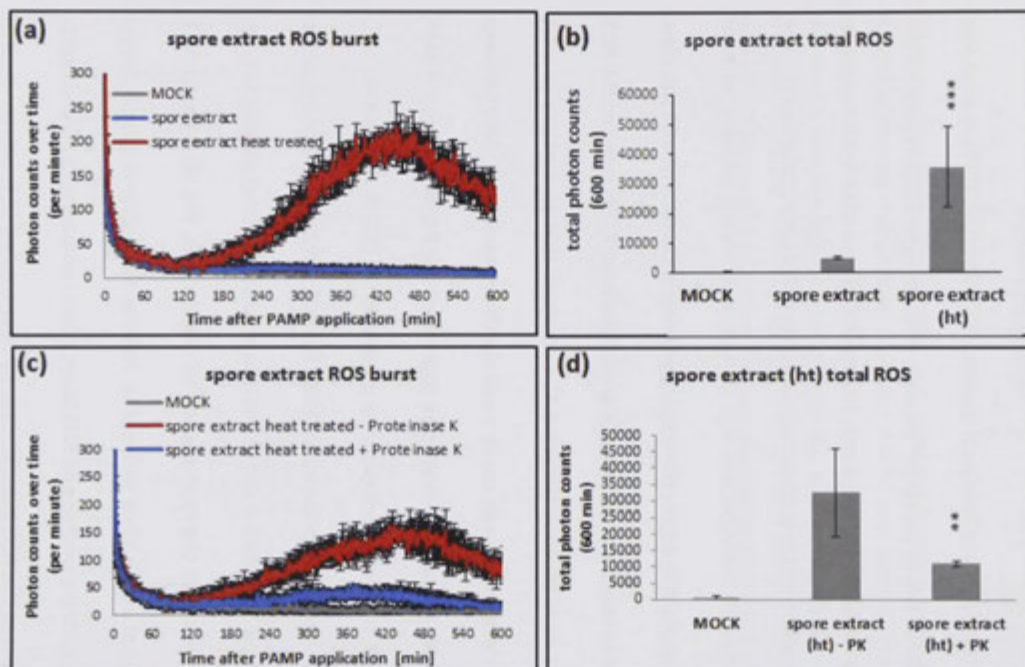 (a)
spore extract ROS burst
Photon counts over time
(per minute)
300
250
200
150
100
50
0
MOCK
spore extract
spore extract heat treated
0 60 120 180 240 300 360 420 480 540 600
Time after PAMP application [min]
(b)
spore extract total ROS
total photon counts
(600 min)
60000
50000
40000
30000
20000
10000
0
***
MOCK
spore extract
spore extract
(ht)
(c)
spore extract ROS burst
MOCK
spore extract heat treated - Proteinase K
spore extract heat treated + Proteinase K
Photon counts over time
(per minute)
300
250
200
150
100
50
0
0 60 120 180 240 300 360 420 480 540 600
Time after PAMP application [min]
(d)
spore extract (ht) total ROS
total photon counts
(600 min)
50000
45000
40000
35000
30000
25000
20000
15000
10000
5000
0
**
MOCK
spore extract
(ht) - PK
spore extract
(ht) + PK